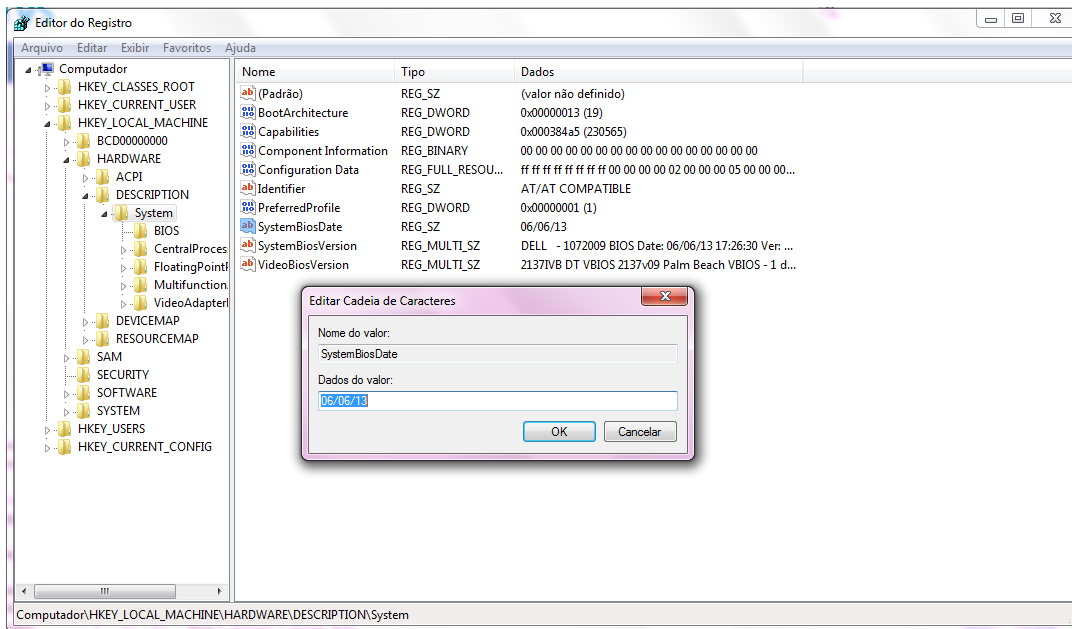 Editor do Registro
Arquivo Editar Exibir Favoritos Ajuda
Computador
HKEY_CLASSES_ROOT
HKEY_CURRENT_USER
HKEY_LOCAL_MACHINE
BCD00000000
HARDWARE
ACPI
DESCRIPTION
System
BIOS
CentralProces
FloatingPoint
Multifunction
VideoAdapter
DEVICEMAP
RESOURCEMAP
SAM
SECURITY
SOFTWARE
SYSTEM
HKEY_USERS
HKEY_CURRENT_CONFIG
Nome Tipo Dados
(Padrão) REG_SZ (valor não definido)
BootArchitecture REG_DWORD 0x00000013 (19)
Capabilities REG_DWORD 0x000384a5 (230565)
Component Information REG_BINARY 00 00 00 00 00 00 00 00 00 00 00 00 00 00 00 00
Configuration Data REG_FULL_RESOU... ff ff ff ff ff ff ff ff 00 00 00 00 02 00 00 00 05 00 00 00...
Identifier REG_SZ AT/AT COMPATIBLE
PreferredProfile REG_DWORD 0x00000001 (1)
SystemBiosDate REG_SZ 06/06/13
SystemBiosVersion REG_MULTI_SZ DELL - 1072009 BIOS Date: 06/06/13 17:26:30 Ver: ...
VideoBiosVersion REG_MULTI_SZ 2137IVB DT VBIOS 2137v09 Palm Beach VBIOS - 1 d...
Editar Cadeia de Caracteres
Nome do valor:
SystemBiosDate
Dados do valor:
06/06/13
OK Cancelar
Computador\HKEY_LOCAL_MACHINE\HARDWARE\DESCRIPTION\System